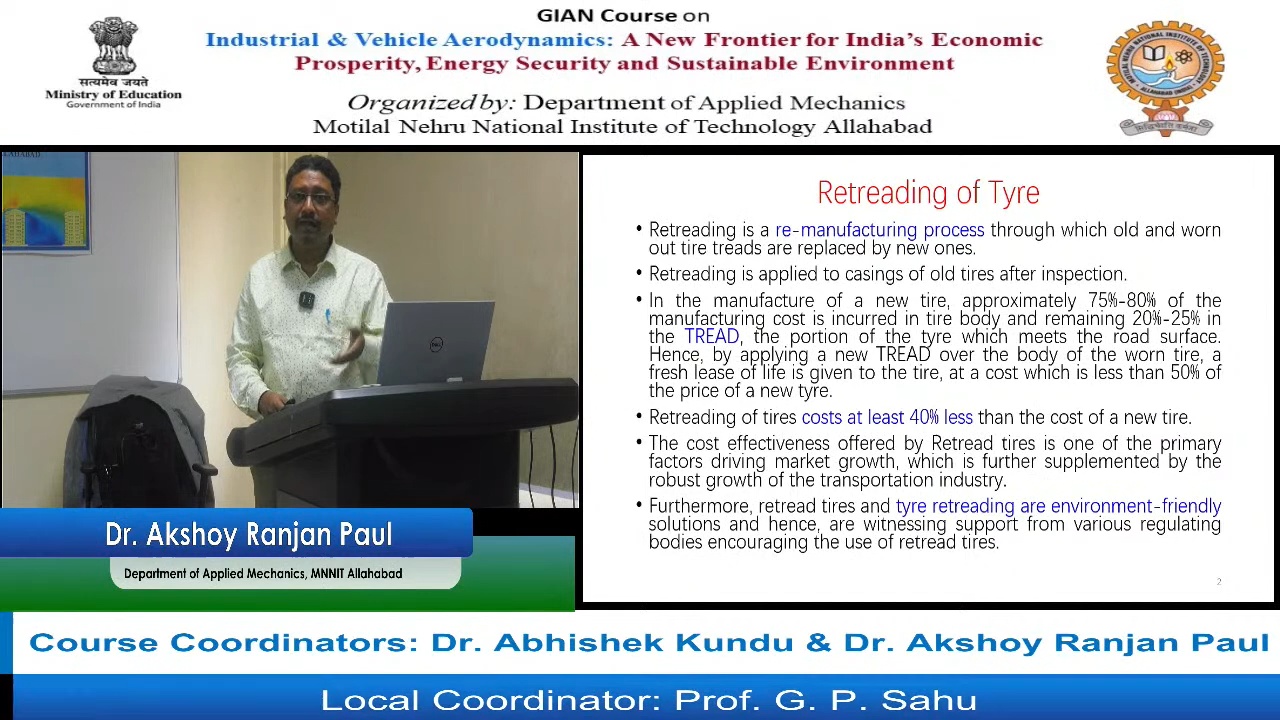 GIAN Course on
Industrial & Vehicle Aerodynamics: A New Frontier for India's Economic
Prosperity, Energy Security and Sustainable Environment
Organized by: Department of Applied Mechanics
Motilal Nehru National Institute of Technology Allahabad
सत्यमेव जयते
Ministry of Education
Government of India
Retreading of Tyre
• Retreading is a re-manufacturing process through which old and worn
out tire treads are replaced by new ones.
• Retreading is applied to casings of old tires after inspection.
• In the manufacture of a new tire, approximately 75%-80% of the
manufacturing cost is incurred in tire body and remaining 20%-25% in
the TREAD, the portion of the tyre which meets the road surface.
Hence, by applying a new TREAD over the body of the worn tire, a
fresh lease of life is given to the tire, at a cost which is less than 50% of
the price of a new tyre.
• Retreading of tires costs at least 40% less than the cost of a new tire.
• The cost effectiveness offered by Retread tires is one of the primary
factors driving market growth, which is further supplemented by the
robust growth of the transportation industry.
• Furthermore, retread tires and tyre retreading are environment-friendly
solutions and hence, are witnessing support from various regulating
bodies encouraging the use of retread tires.
2
Dr. Akshoy Ranjan Paul
Department of Applied Mechanics, MNNIT Allahabad
Course Coordinators: Dr. Abhishek Kundu & Dr. Akshoy Ranjan Paul
Local Coordinator: Prof. G. P. Sahu